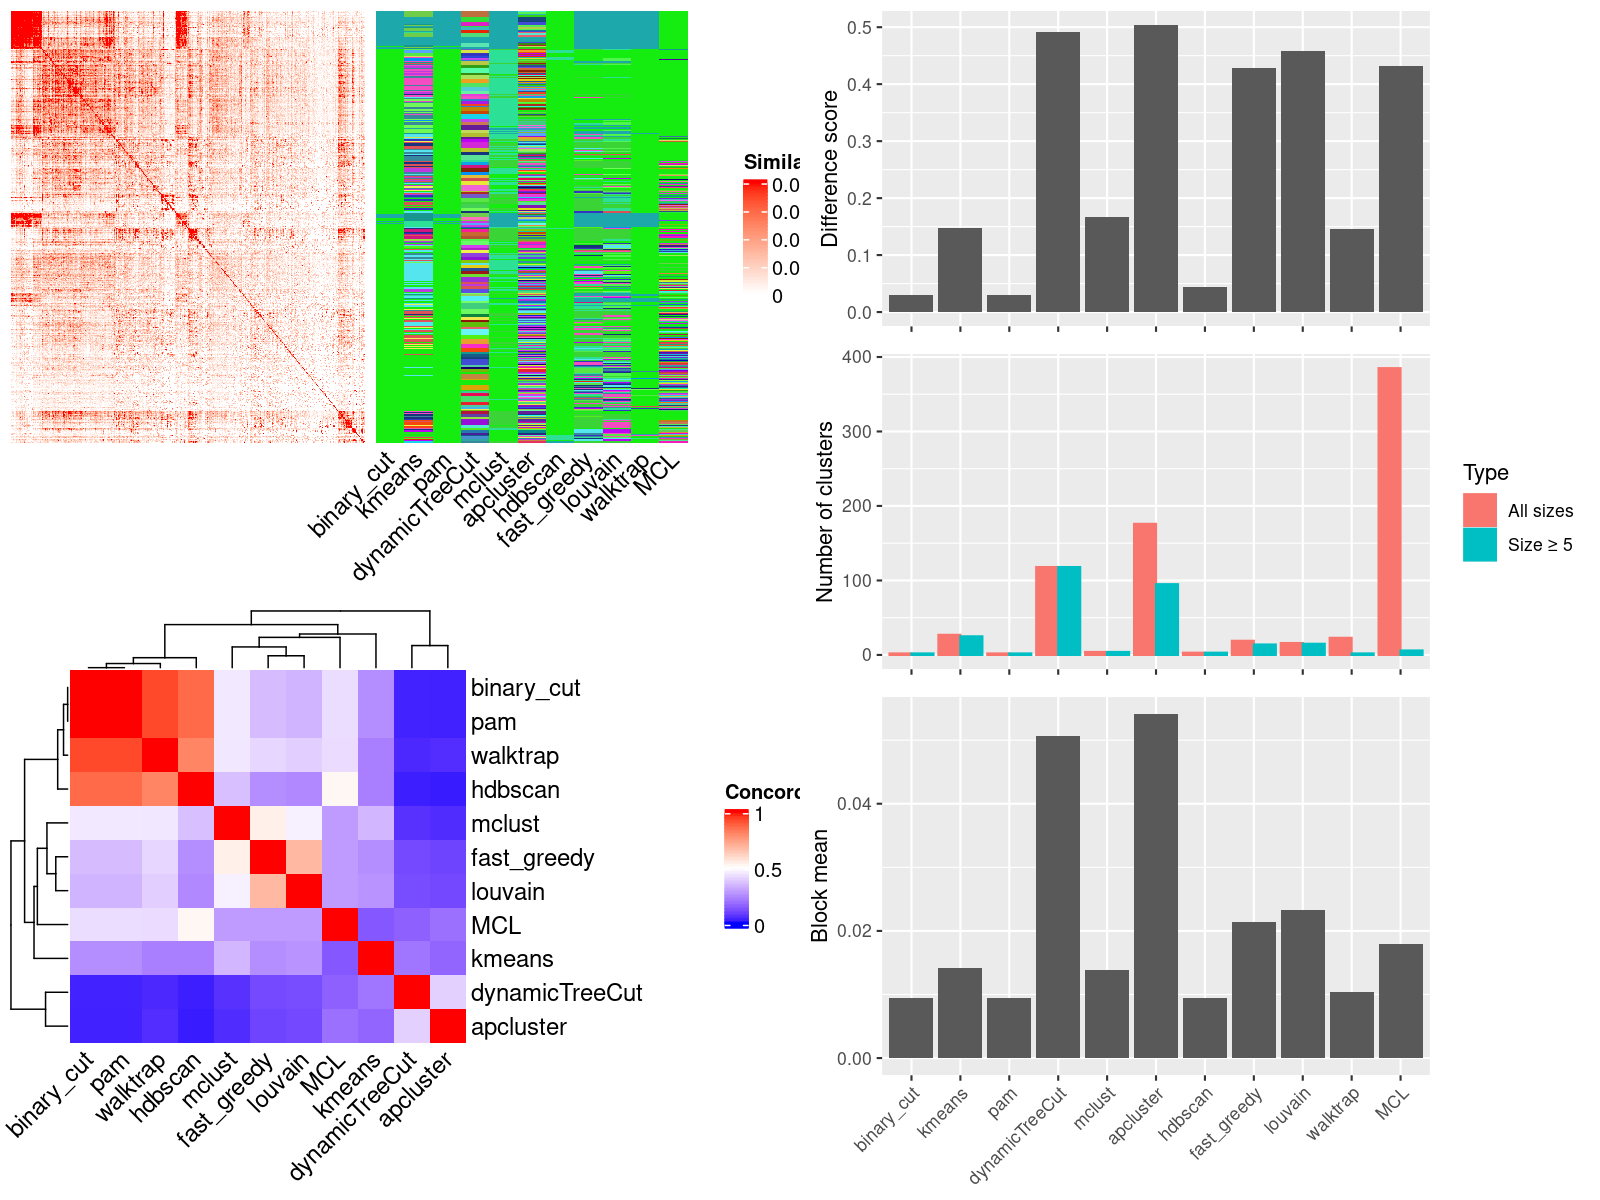 Simila
0.0
0.0
0.0
0.0
0
binary_cut
kmeans
pam
dynamicTreeCut
mclust
apcluster
hdbscan
fast_greedy
louvain
walktrap
MCL
binary_cut
pam
walktrap
hdbscan
mclust
fast_greedy
louvain
MCL
kmeans
dynamicTreeCut
apcluster
Concord
1
0.5
0
binary_cut
pam
walktrap
hdbscan
mclust
fast_greedy
louvain
MCL
kmeans
dynamicTreeCut
apcluster
Difference score
0.5
0.4
0.3
0.2
0.1
0.0
Number of clusters
400
300
200
100
0
Type
All sizes
Size ≥ 5
Block mean
0.04
0.02
0.00
binary_cut
kmeans
pam
dynamicTreeCut
mclust
apcluster
hdbscan
fast_greedy
louvain
walktrap
MCL